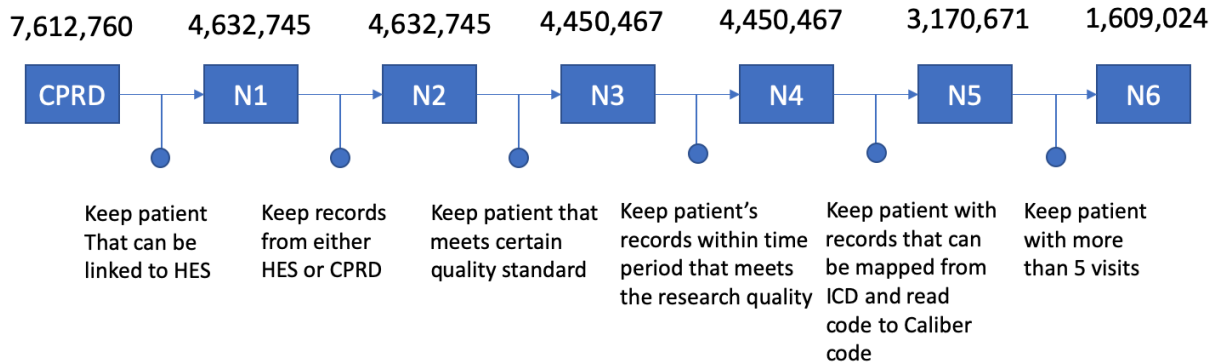 7,612,760 4,632,745 4,632,745 4,450,467 4,450,467 3,170,671 1,609,024
CPRD N1 N2 N3 N4 N5 N6
Keep patient
That can be
linked to HES
Keep records
from either
HES or CPRD
Keep patient that
meets certain
quality standard
Keep patient’s
records within time
period that meets
the research quality
Keep patient with
records that can
be mapped from
ICD and read
code to Caliber
code
Keep patient
with more
than 5 visits